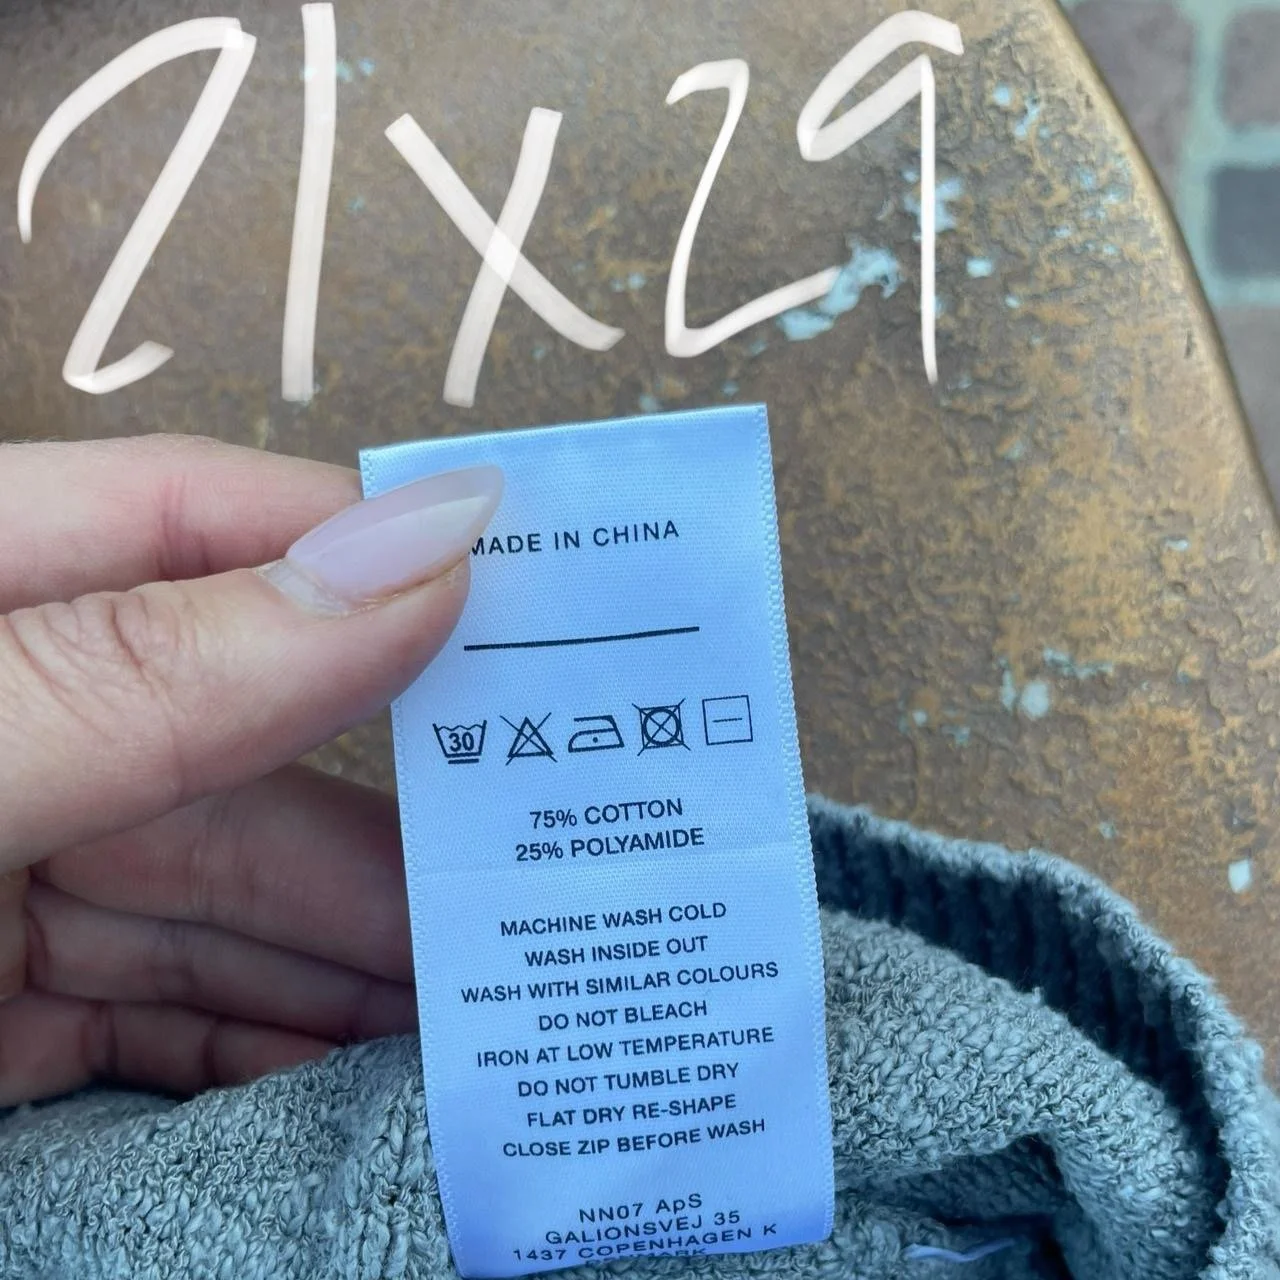 21x29
MADE IN CHINA
30
75% COTTON
25% POLYAMIDE
MACHINE WASH COLD
WASH INSIDE OUT
WASH WITH SIMILAR COLOURS
DO NOT BLEACH
IRON AT LOW TEMPERATURE
DO NOT TUMBLE DRY
FLAT DRY RE-SHAPE
CLOSE ZIP BEFORE WASH
NN07 ApS
GALIONSVEJ 35
1437 COPENHAGEN K
DENMARK